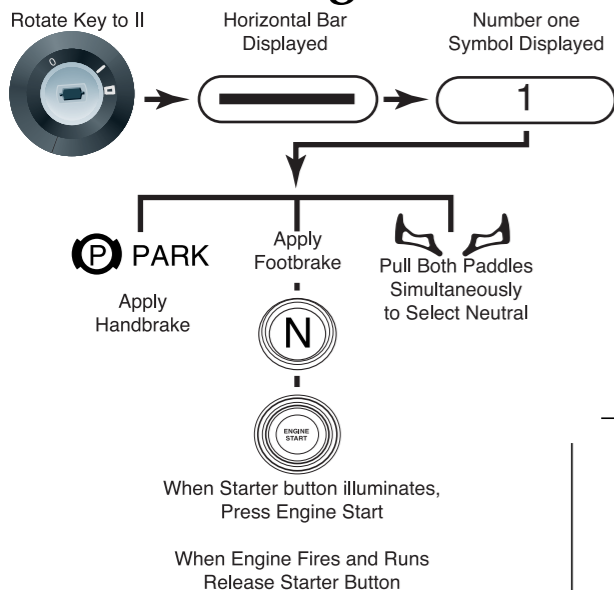 Rotate Key to II
Horizontal Bar
Displayed
Number one
Symbol Displayed
0
1
P PARK
Apply
Handbrake
Apply
Footbrake
Pull Both Paddles
Simultaneously
to Select Neutral
N
ENGINE
START
When Starter button illuminates,
Press Engine Start
When Engine Fires and Runs
Release Starter Button